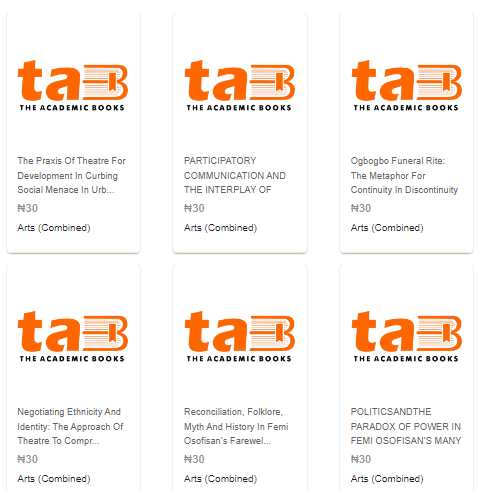 taB
THE ACADEMIC BOOKS
The Praxis Of Theatre For
Development In Curbing
Social Menace In Urb...
₦30
Arts (Combined)
taB
THE ACADEMIC BOOKS
PARTICIPATORY
COMMUNICATION AND
THE INTERPLAY OF
₦30
Arts (Combined)
taB
THE ACADEMIC BOOKS
Ogbogbo Funeral Rite:
The Metaphor For
Continuity In Discontinuity
₦30
Arts (Combined)
taB
THE ACADEMIC BOOKS
Negotiating Ethnicity And
Identity: The Approach Of
Theatre To Compr...
₦30
Arts (Combined)
taB
THE ACADEMIC BOOKS
Reconciliation, Folklore,
Myth And History In Femi
Osofisan's Farewel...
₦30
Arts (Combined)
taB
THE ACADEMIC BOOKS
POLITICSANDTHE
PARADOX OF POWER IN
FEMI OSOFISAN'S MANY
₦30
Arts (Combined)